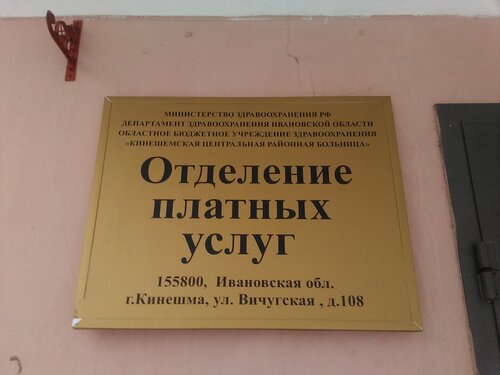 МИНИСТЕРСТВО ЗДРАВООХРАНЕНИЯ РФ
ДЕПАРТАМЕНТ ЗДРАВООХРАНЕНИЯ ИВАНОВСКОЙ ОБЛАСТИ
ОБЛАСТНОЕ БЮДЖЕТНОЕ УЧРЕЖДЕНИЕ ЗДРАВООХРАНЕНИЯ
«КИНЕШЕМСКАЯ ЦЕНТРАЛЬНАЯ РАЙОННАЯ БОЛЬНИЦА»
Отделение
платных
услуг
155800, Ивановская обл.
г.Кинешма, ул. Вичугская , д.108